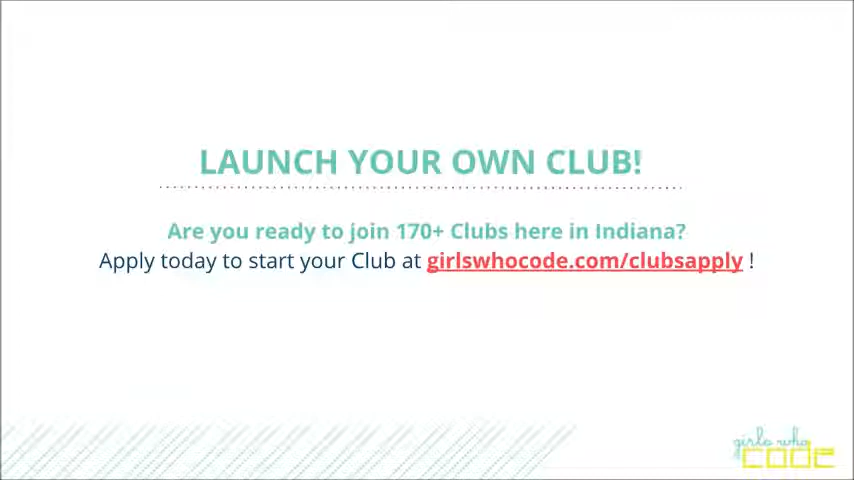 LAUNCH YOUR OWN CLUB!
Are you ready to join 170+ Clubs here in Indiana?
Apply today to start your Club at girlswhocode.com/clubsapply !
girls who
CODE